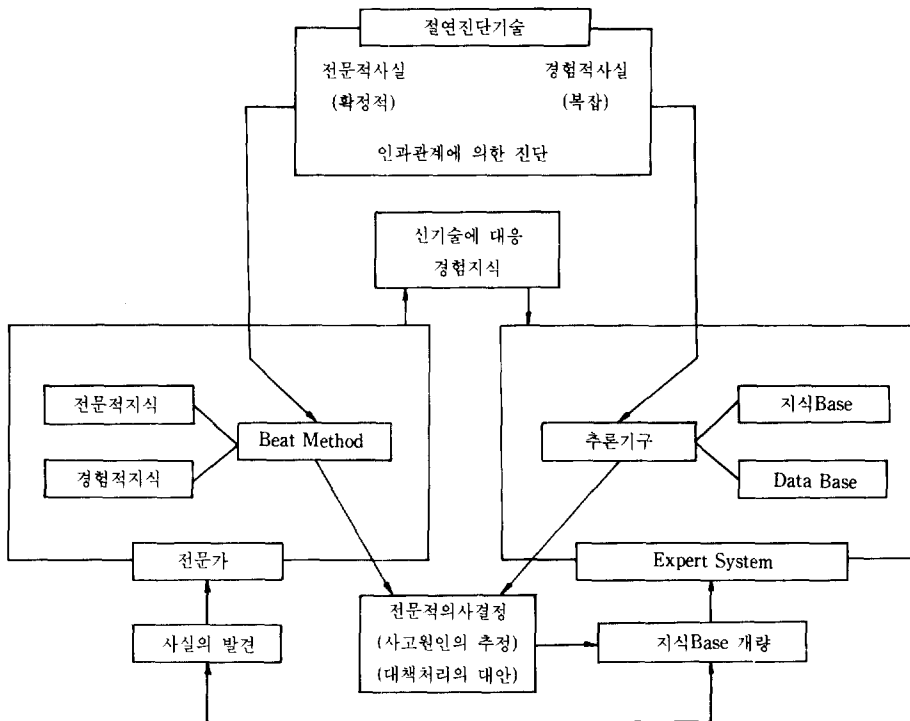 절연진단기술
전문적사실
경험적사실
(확정적)
(복잡)
인과관계에 의한 진단
신기술에 대응
경험지식
전문적지식
Beat Method
경험적지식
전문가
추론기구
지식Base
Data Base
Expert System
전문적의사결정
(사고원인의 추정)
(대책처리의 대안)
사실의 발견
지식Base 개량